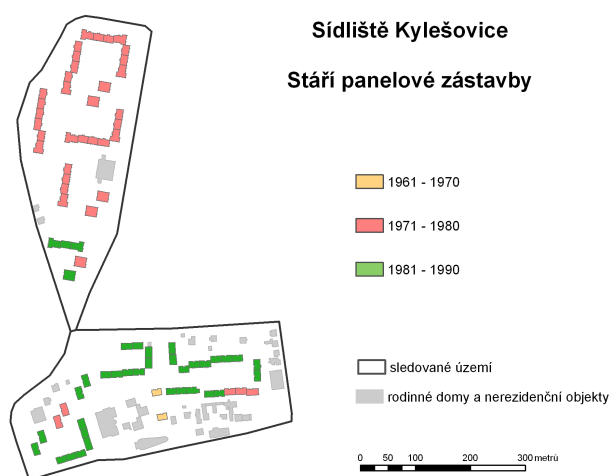 Sídliště Kylešovice
Stáří panelové zástavby
1961 - 1970
1971 - 1980
1981 - 1990
sledované území
rodinné domy a nerezidenční objekty
0 50 100 200 300 metrů